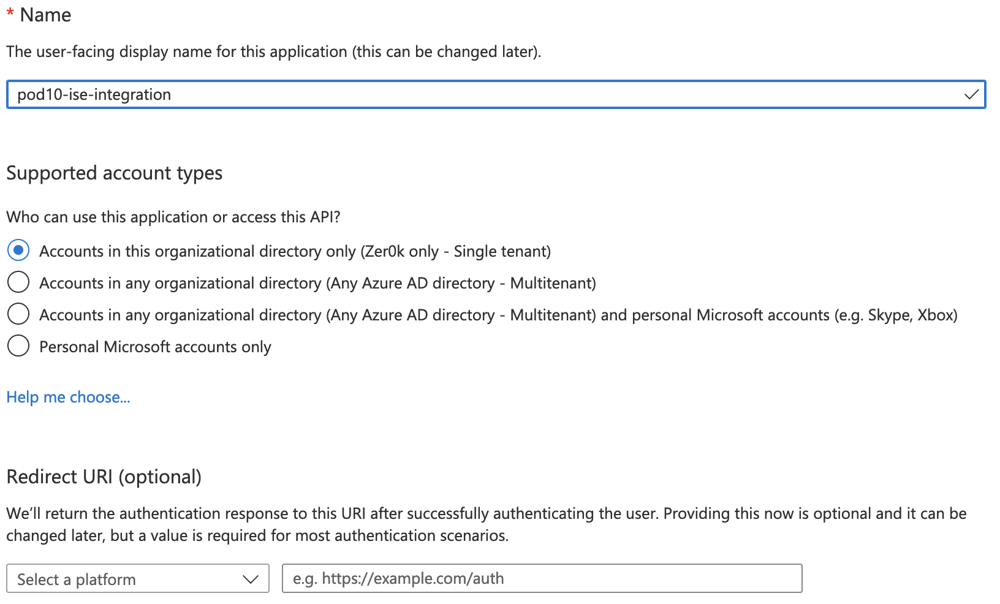 * Name
The user-facing display name for this application (this can be changed later).
pod10-ise-integration
Supported account types
Who can use this application or access this API?
Accounts in this organizational directory only (Zer0k only - Single tenant)
Accounts in any organizational directory (Any Azure AD directory - Multitenant)
Accounts in any organizational directory (Any Azure AD directory - Multitenant) and personal Microsoft accounts (e.g. Skype, Xbox)
Personal Microsoft accounts only
Help me choose...
Redirect URI (optional)
We’ll return the authentication response to this URI after successfully authenticating the user. Providing this now is optional and it can be
changed later, but a value is required for most authentication scenarios.
Select a platform
e.g. https://example.com/auth